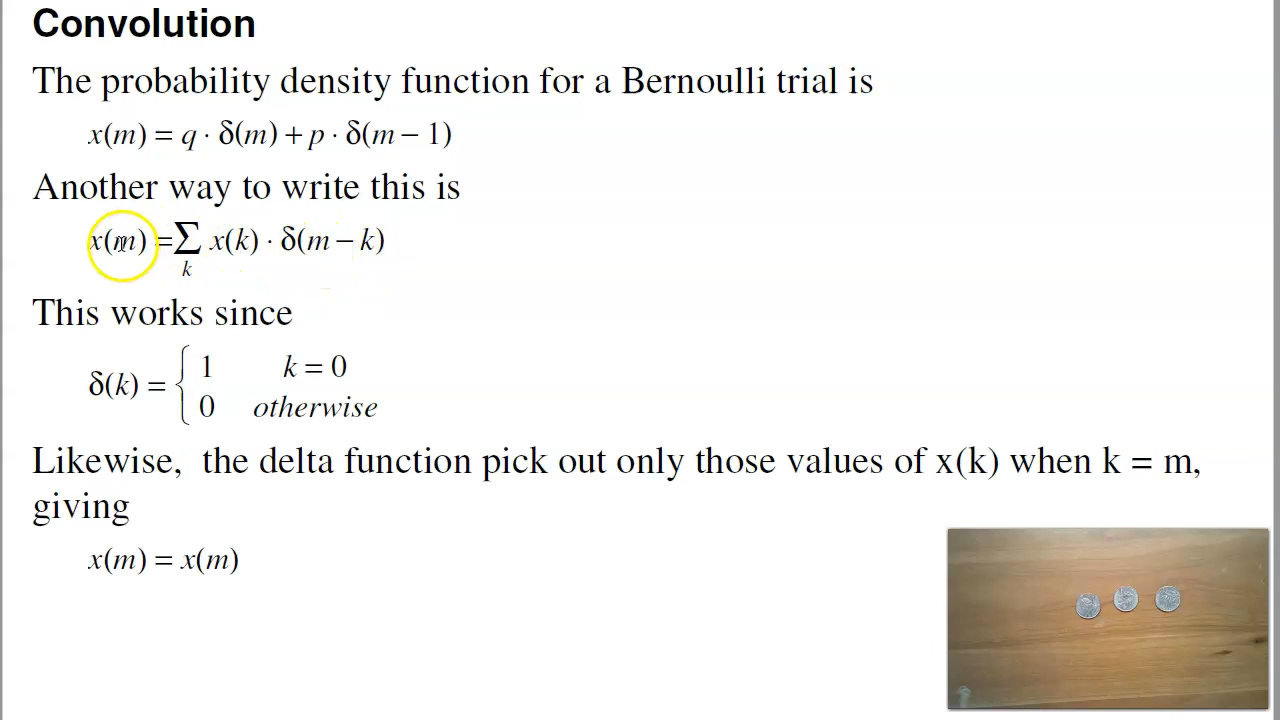 Convolution
The probability density function for a Bernoulli trial is
x(m) = q · δ(m) + p · δ(m − 1)
Another way to write this is
x(m) = ∑ x(k) · δ(m − k)
k
This works since
δ(k) = { 1 k = 0
0 otherwise
Likewise, the delta function pick out only those values of x(k) when k = m,
giving
x(m) = x(m)